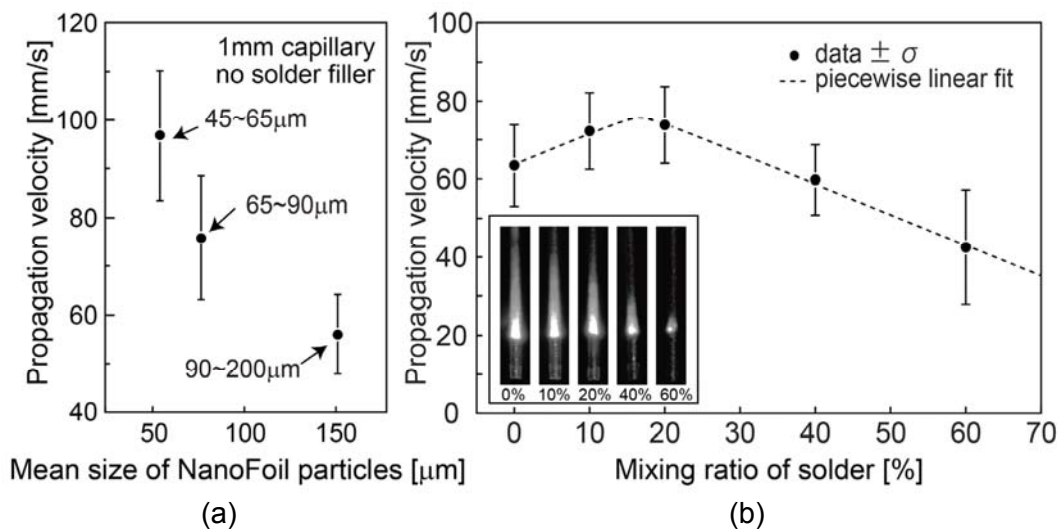 120
100
80
60
40
Propagation velocity [mm/s]
1mm capillary
no solder filler
45~65μm
65~90μm
90~200μm
50
100
150
Mean size of NanoFoil particles [μm]
(a)
100
80
60
40
20
0
Propagation velocity [mm/s]
data ± σ
piecewise linear fit
0% 10% 20% 40% 60%
0 10 20 30 40 50 60 70
Mixing ratio of solder [%]
(b)